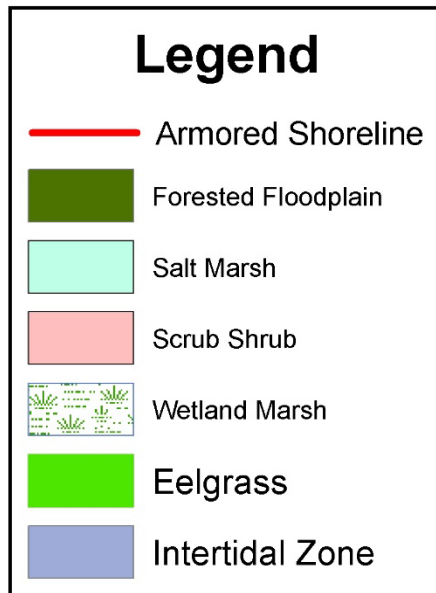 Legend
Armored Shoreline
Forested Floodplain
Salt Marsh
Scrub Shrub
Wetland Marsh
Eelgrass
Intertidal Zone